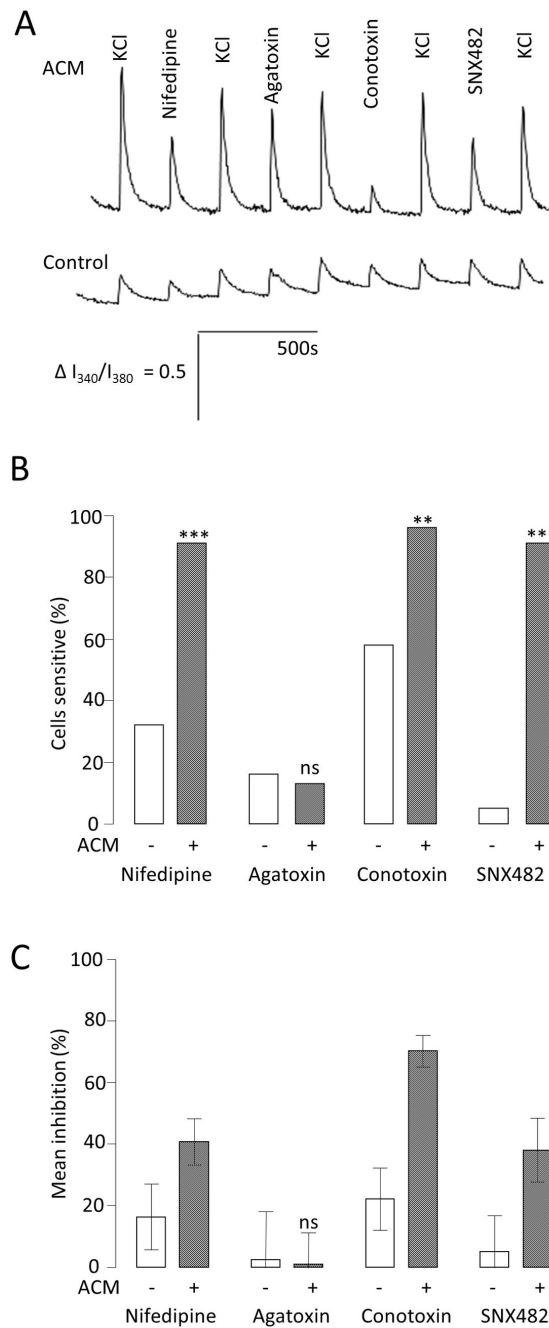 A
ACM
KCl
Nifedipine
KCl
Agatoxin
KCl
Conotoxin
KCl
SNX482
KCl
Control
500s
Δ I340/I380 = 0.5
B
Cells sensitive (%)
100
80
60
40
20
0
***
ns
**
**
ACM - + - + - + - +
Nifedipine Agatoxin Conotoxin SNX482
C
Mean inhibition (%)
100
80
60
40
20
0
ns
ACM - + - + - + - +
Nifedipine Agatoxin Conotoxin SNX482